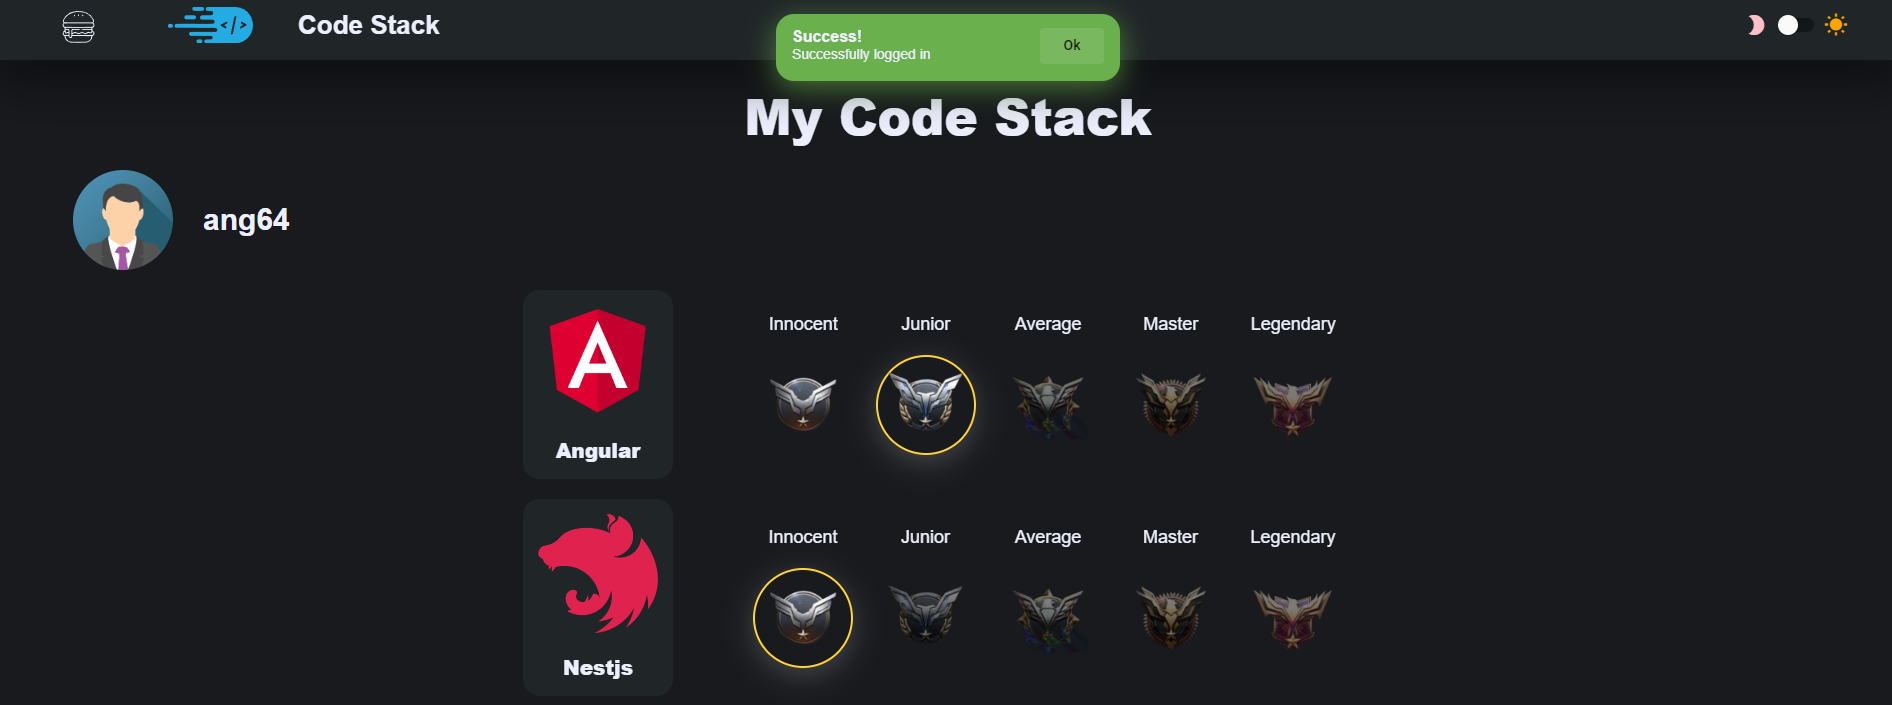 Code Stack
Success!
Successfully logged in
Ok
My Code Stack
ang64
Innocent Junior Average Master Legendary
Angular
Innocent Junior Average Master Legendary
Nestjs